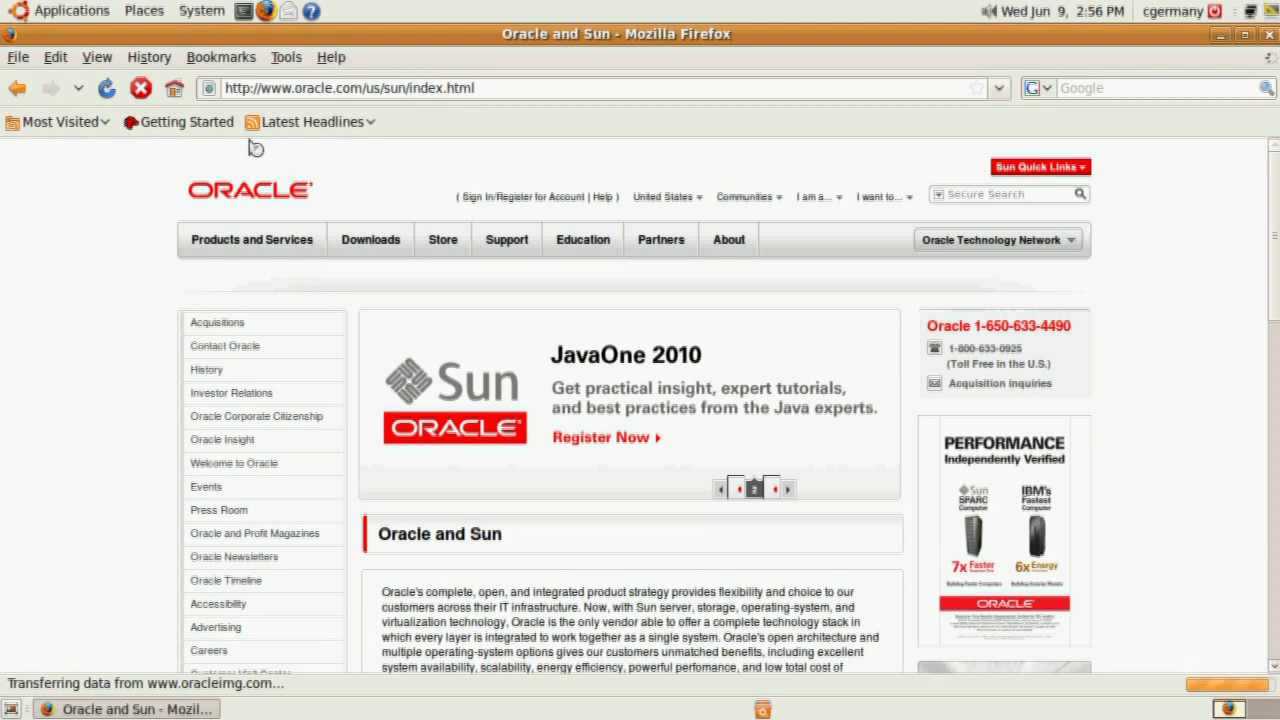 Applications Places System Wed Jun 9, 2:56 PM cgermany
Oracle and Sun - Mozilla Firefox
File Edit View History Bookmarks Tools Help
http://www.oracle.com/us/sun/index.html Google
Most Visited Getting Started Latest Headlines
Sun Quick Links
ORACLE
( Sign In/Register for Account | Help ) United States Communities I am a... I want to... Secure Search
Products and Services Downloads Store Support Education Partners About Oracle Technology Network
Acquisitions
Contact Oracle
History
Investor Relations
Oracle Corporate Citizenship
Oracle Insight
Welcome to Oracle
Events
Press Room
Oracle and Profit Magazines
Oracle Newsletters
Oracle Timeline
Accessibility
Advertising
Careers
Sun
ORACLE
JavaOne 2010
Get practical insight, expert tutorials,
and best practices from the Java experts.
Register Now
2
Oracle and Sun
Oracle's complete, open, and integrated product strategy provides flexibility and choice to our
customers across their IT infrastructure. Now, with Sun server, storage, operating-system, and
virtualization technology, Oracle is the only vendor able to offer a complete technology stack in
which every layer is integrated to work together as a single system. Oracle's open architecture and
multiple operating-system options gives our customers unmatched benefits, including excellent
system availability, scalability, energy efficiency, powerful perfomance, and low total cost of
Oracle 1-650-633-4490
1-800-633-0925
(Toll Free in the U.S.)
Acquisition inquiries
PERFORMANCE
Independently Verified
Sun
SPARC
Computer
IBM's
Fastest
Computer
7x Faster
6x Energy
ORACLE
Transferring data from www.oracleimg.com...
Oracle and Sun - Mozil...